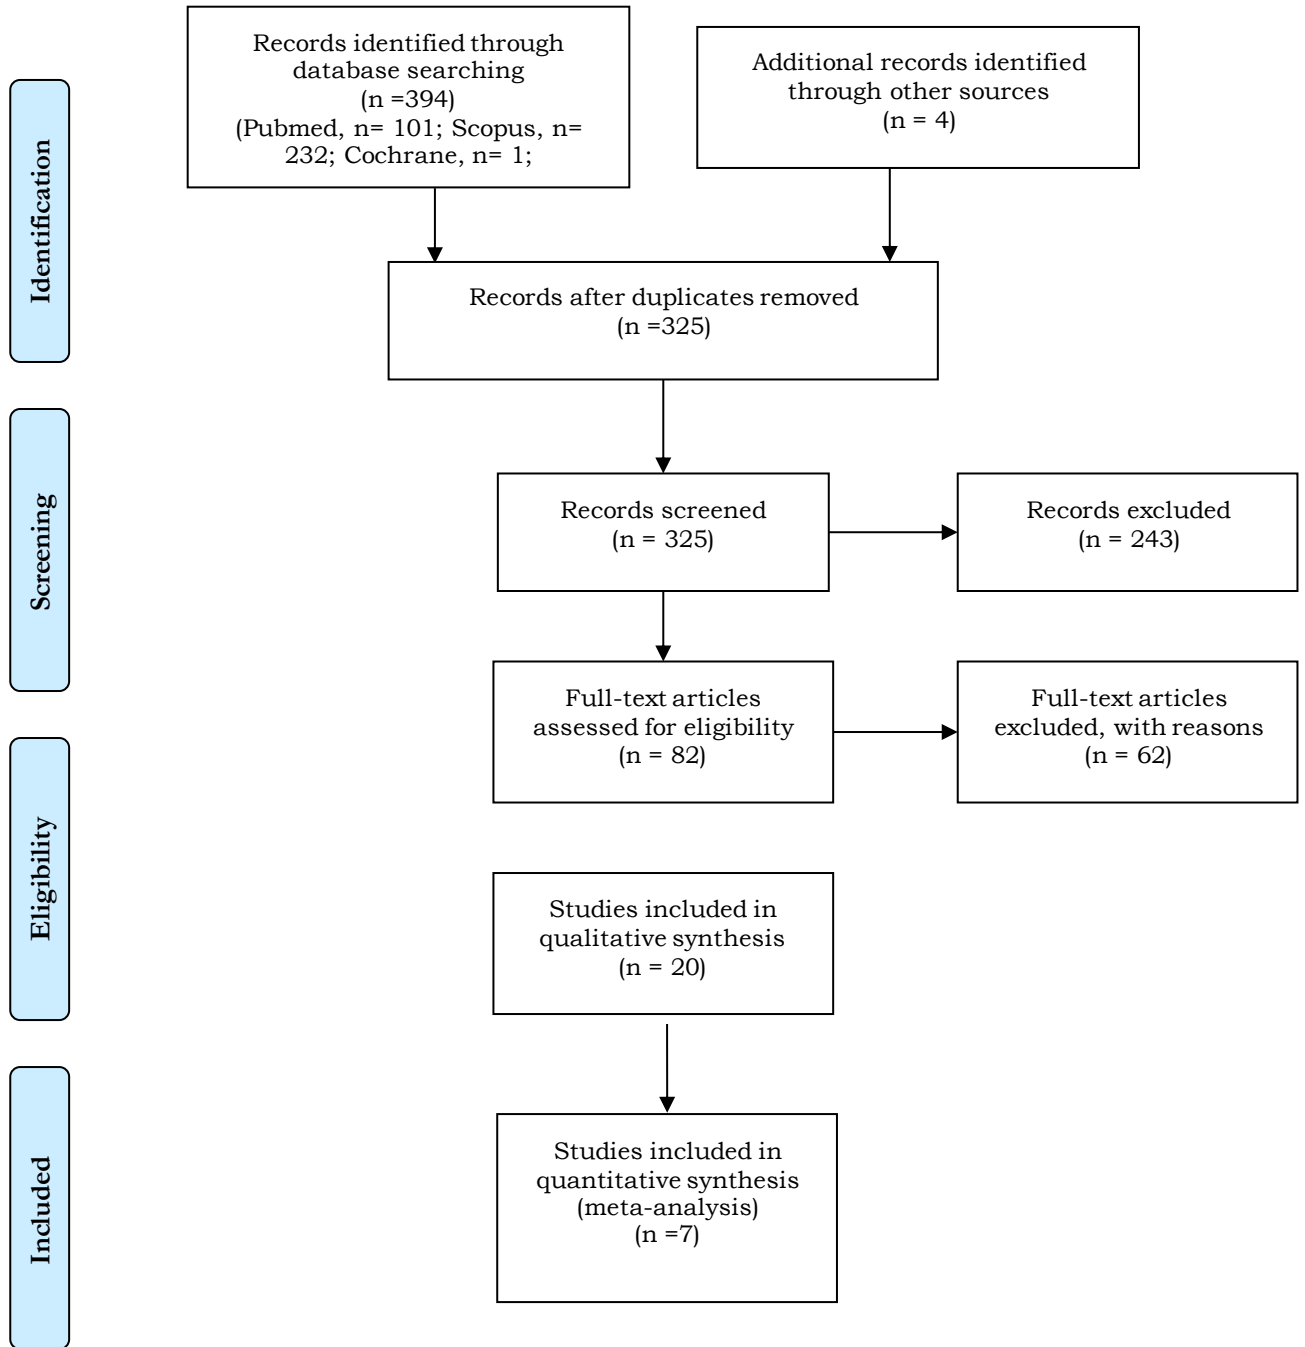 Records identified through
database searching
(n =394)
(Pubmed, n= 101; Scopus, n=
232; Cochrane, n= 1;
Additional records identified
through other sources
(n = 4)
Identification
Records after duplicates removed
(n =325)
Screening
Records screened
(n = 325)
Records excluded
(n = 243)
Full-text articles
assessed for eligibility
(n = 82)
Full-text articles
excluded, with reasons
(n = 62)
Eligibility
Studies included in
qualitative synthesis
(n = 20)
Included
Studies included in
quantitative synthesis
(meta-analysis)
(n =7)